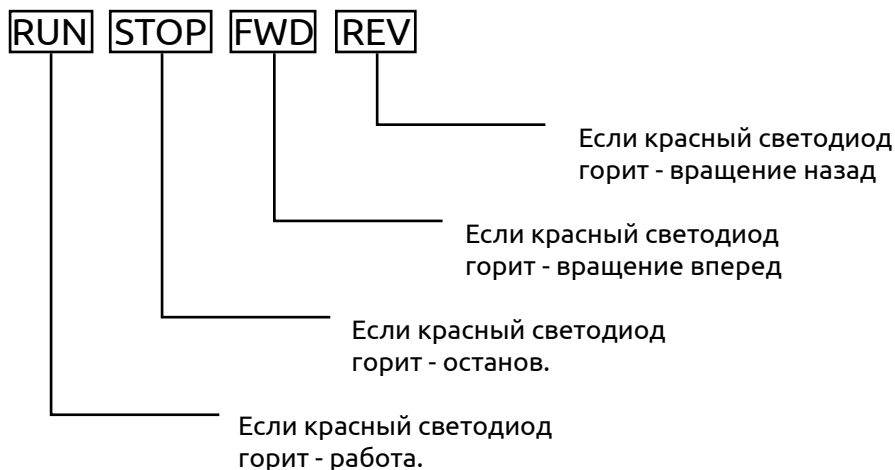 RUN STOP FWD REV
Если красный светодиод
горит - вращение назад
Если красный светодиод
горит - вращение вперед
Если красный светодиод
горит - останов.
Если красный светодиод
горит - работа.